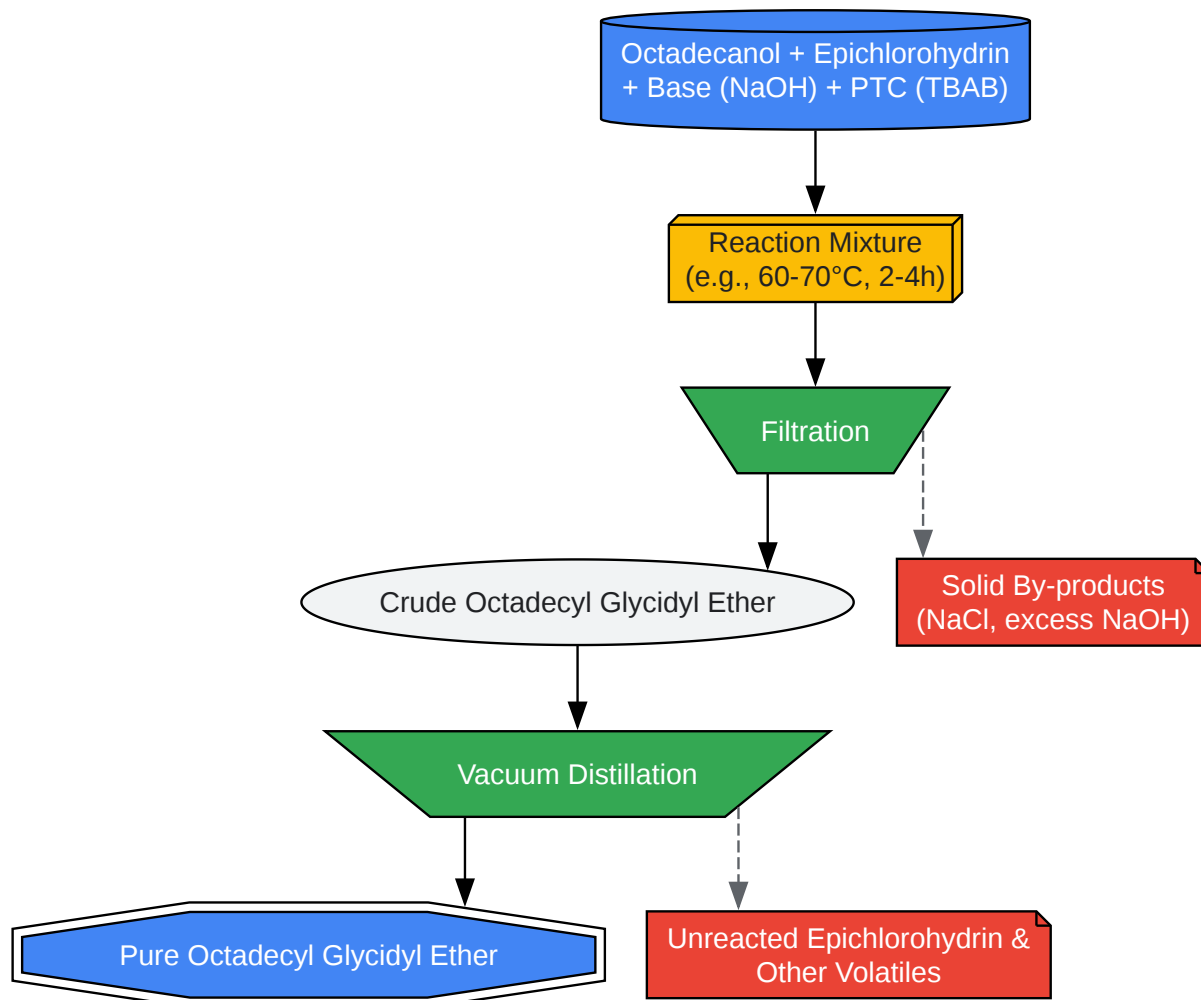 Octadecanol + Epichlorohydrin
+ Base (NaOH) + PTC (TBAB)
Reaction Mixture
(e.g., 60-70°C, 2-4h)
Filtration
Crude Octadecyl Glycidyl Ether
Solid By-products
(NaCl, excess NaOH)
Vacuum Distillation
Pure Octadecyl Glycidyl Ether
Unreacted Epichlorohydrin &
Other Volatiles